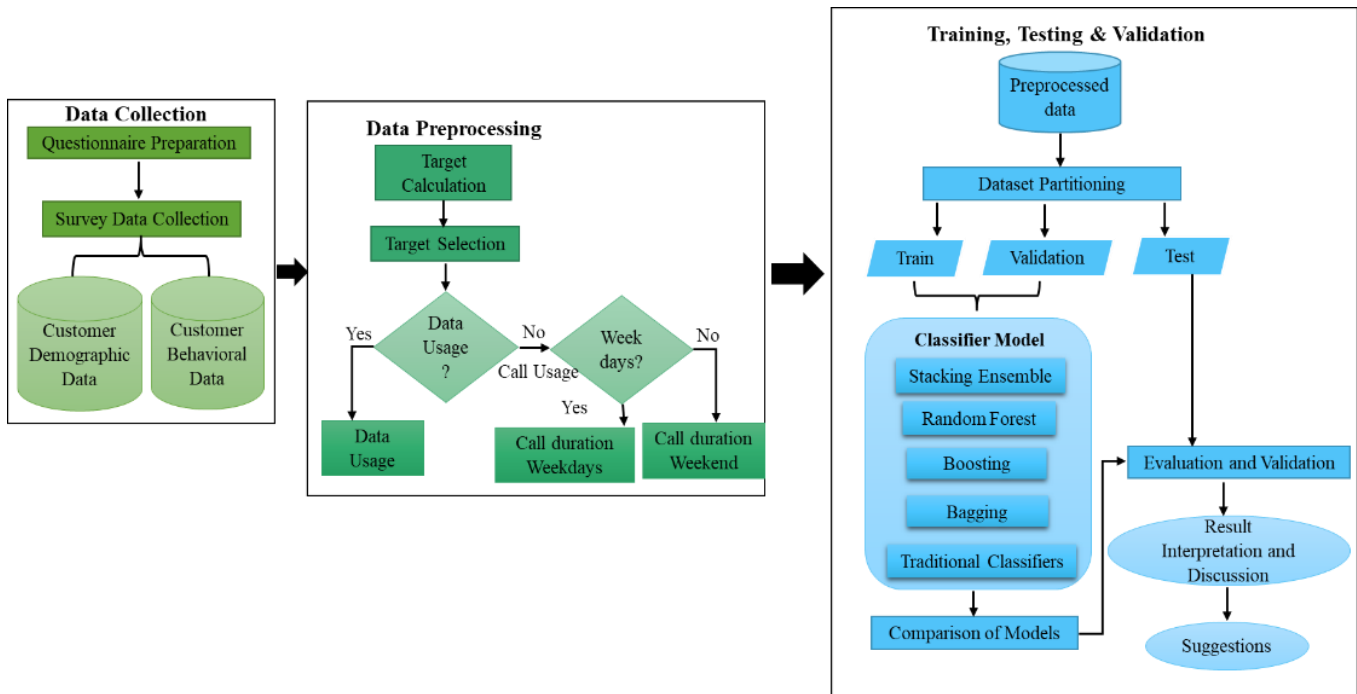 Data Collection
Questionnaire Preparation
Survey Data Collection
Customer
Demographic
Data
Customer
Behavioral
Data
Data Preprocessing
Target
Calculation
Target Selection
Yes
Data
Usage
?
No
Call Usage
Week
days?
No
Yes
Data
Usage
Call duration
Weekdays
Call duration
Weekend
Training, Testing & Validation
Preprocessed
data
Dataset Partitioning
Train
Validation
Test
Classifier Model
Stacking Ensemble
Random Forest
Boosting
Bagging
Traditional Classifiers
Comparison of Models
Evaluation and Validation
Result
Interpretation and
Discussion
Suggestions